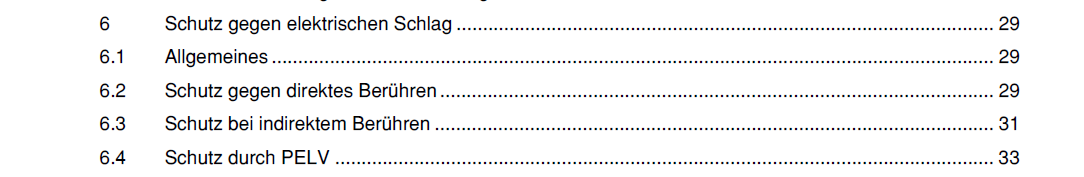 6 Schutz gegen elektrischen Schlag ........................................................................................................ 29
6.1 Allgemeines ........................................................................................................................................ 29
6.2 Schutz gegen direktes Berühren ......................................................................................................... 29
6.3 Schutz bei indirektem Berühren .......................................................................................................... 31
6.4 Schutz durch PELV ............................................................................................................................. 33